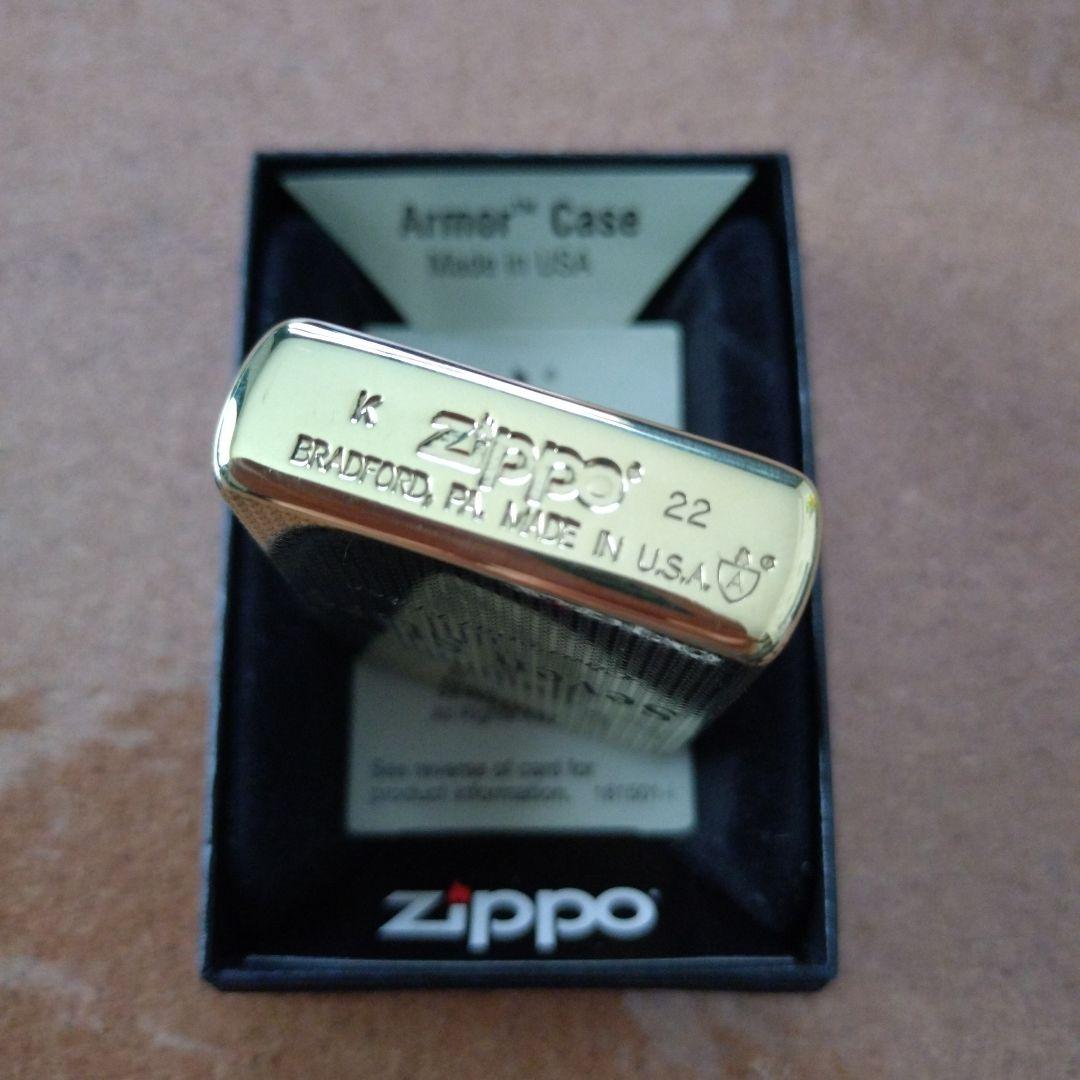 Armor™ Case
Made in USA
K zippo® 22
BRADFORD, PA. MADE IN U.S.A.
A
See reverse of card for
product information.
zippo